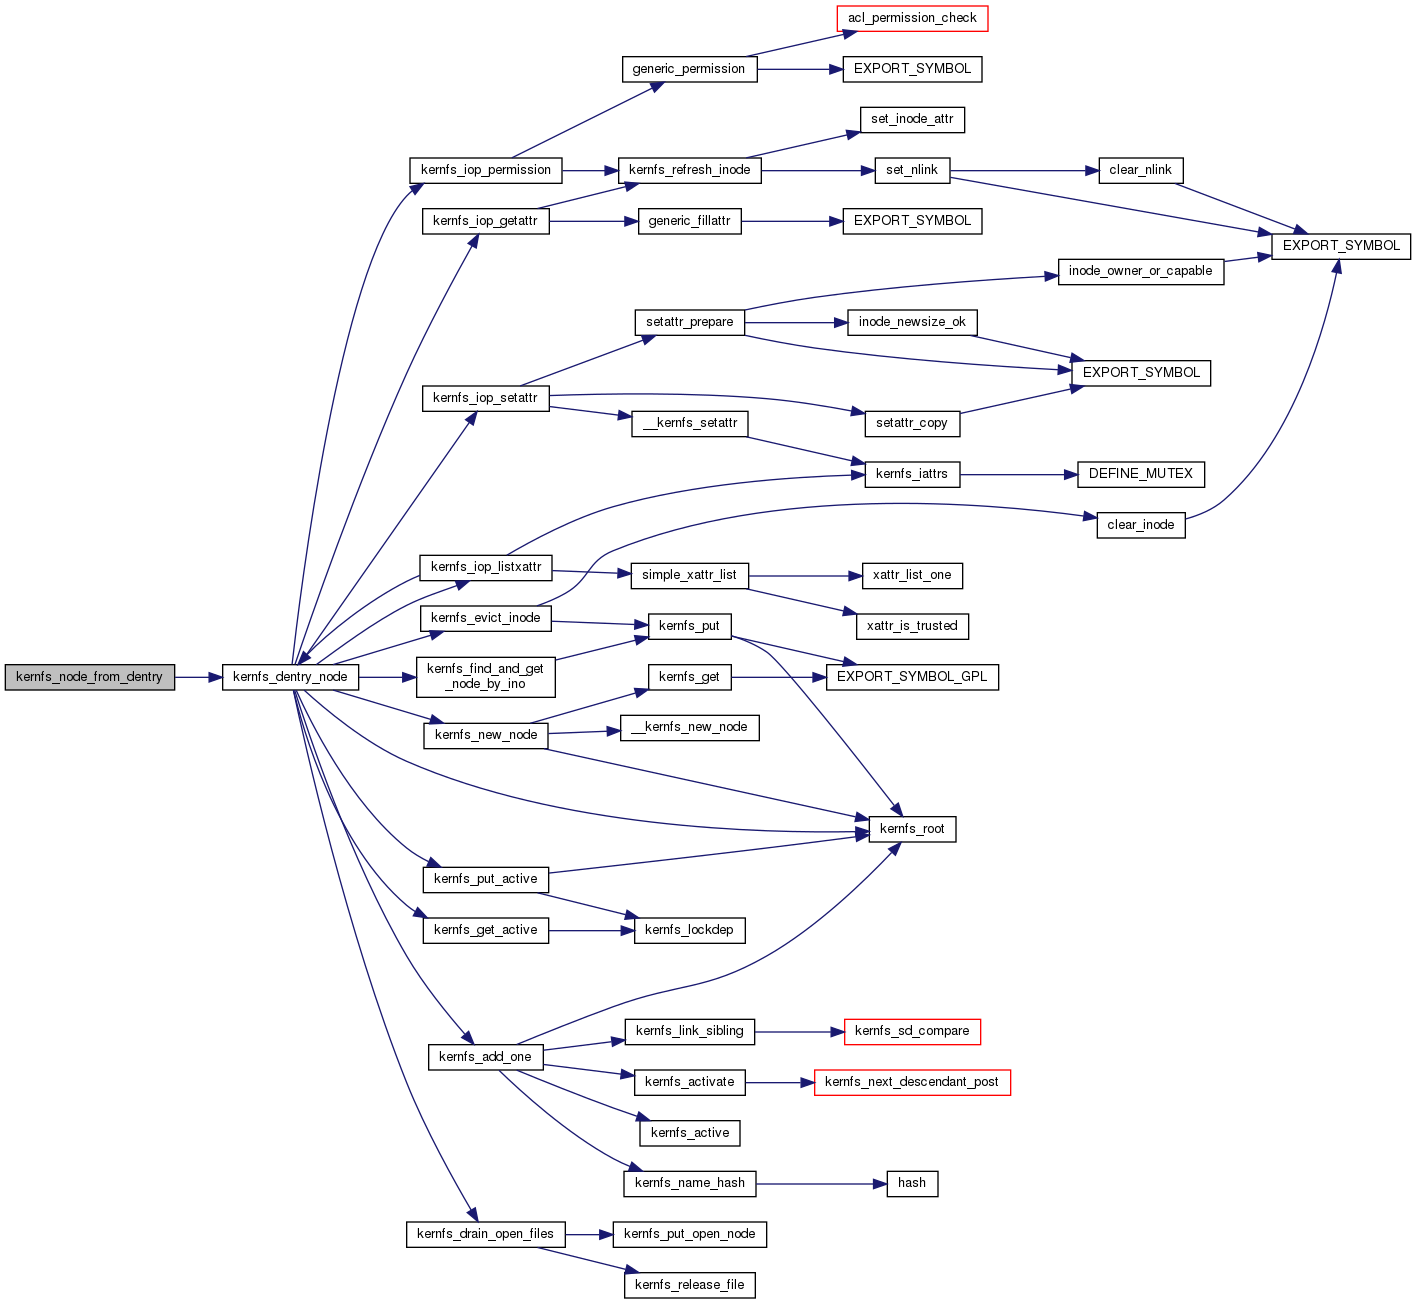 acl_permission_check
generic_permission
EXPORT_SYMBOL
set_inode_attr
kernfs_iop_permission
kernfs_refresh_inode
set_nlink
clear_nlink
kernfs_iop_getattr
generic_fillattr
EXPORT_SYMBOL
EXPORT_SYMBOL
inode_owner_or_capable
setattr_prepare
inode_newsize_ok
EXPORT_SYMBOL
kernfs_iop_setattr
__kernfs_setattr
setattr_copy
kernfs_iattrs
DEFINE_MUTEX
clear_inode
kernfs_iop_listxattr
simple_xattr_list
xattr_list_one
kernfs_evict_inode
kernfs_put
xattr_is_trusted
kernfs_node_from_dentry
kernfs_dentry_node
kernfs_find_and_get
_node_by_ino
kernfs_get
EXPORT_SYMBOL_GPL
kernfs_new_node
__kernfs_new_node
kernfs_root
kernfs_put_active
kernfs_get_active
kernfs_lockdep
kernfs_link_sibling
kernfs_sd_compare
kernfs_add_one
kernfs_activate
kernfs_next_descendant_post
kernfs_active
kernfs_name_hash
hash
kernfs_drain_open_files
kernfs_put_open_node
kernfs_release_file